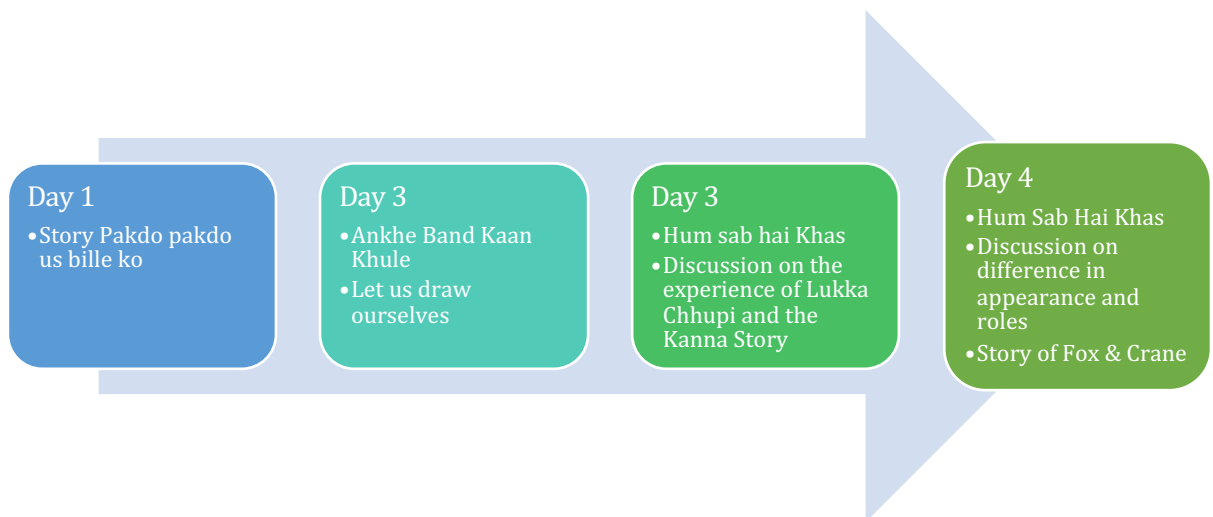 Day 1
•Story Pakdo pakdo
us bille ko
Day 3
•Ankhe Band Kaan
Khule
•Let us draw
ourselves
Day 3
•Hum sab hai Khas
•Discussion on the
experience of Lukka
Chhupi and the
Kanna Story
Day 4
•Hum Sab Hai Khas
•Discussion on
difference in
appearance and
roles
•Story of Fox & Crane